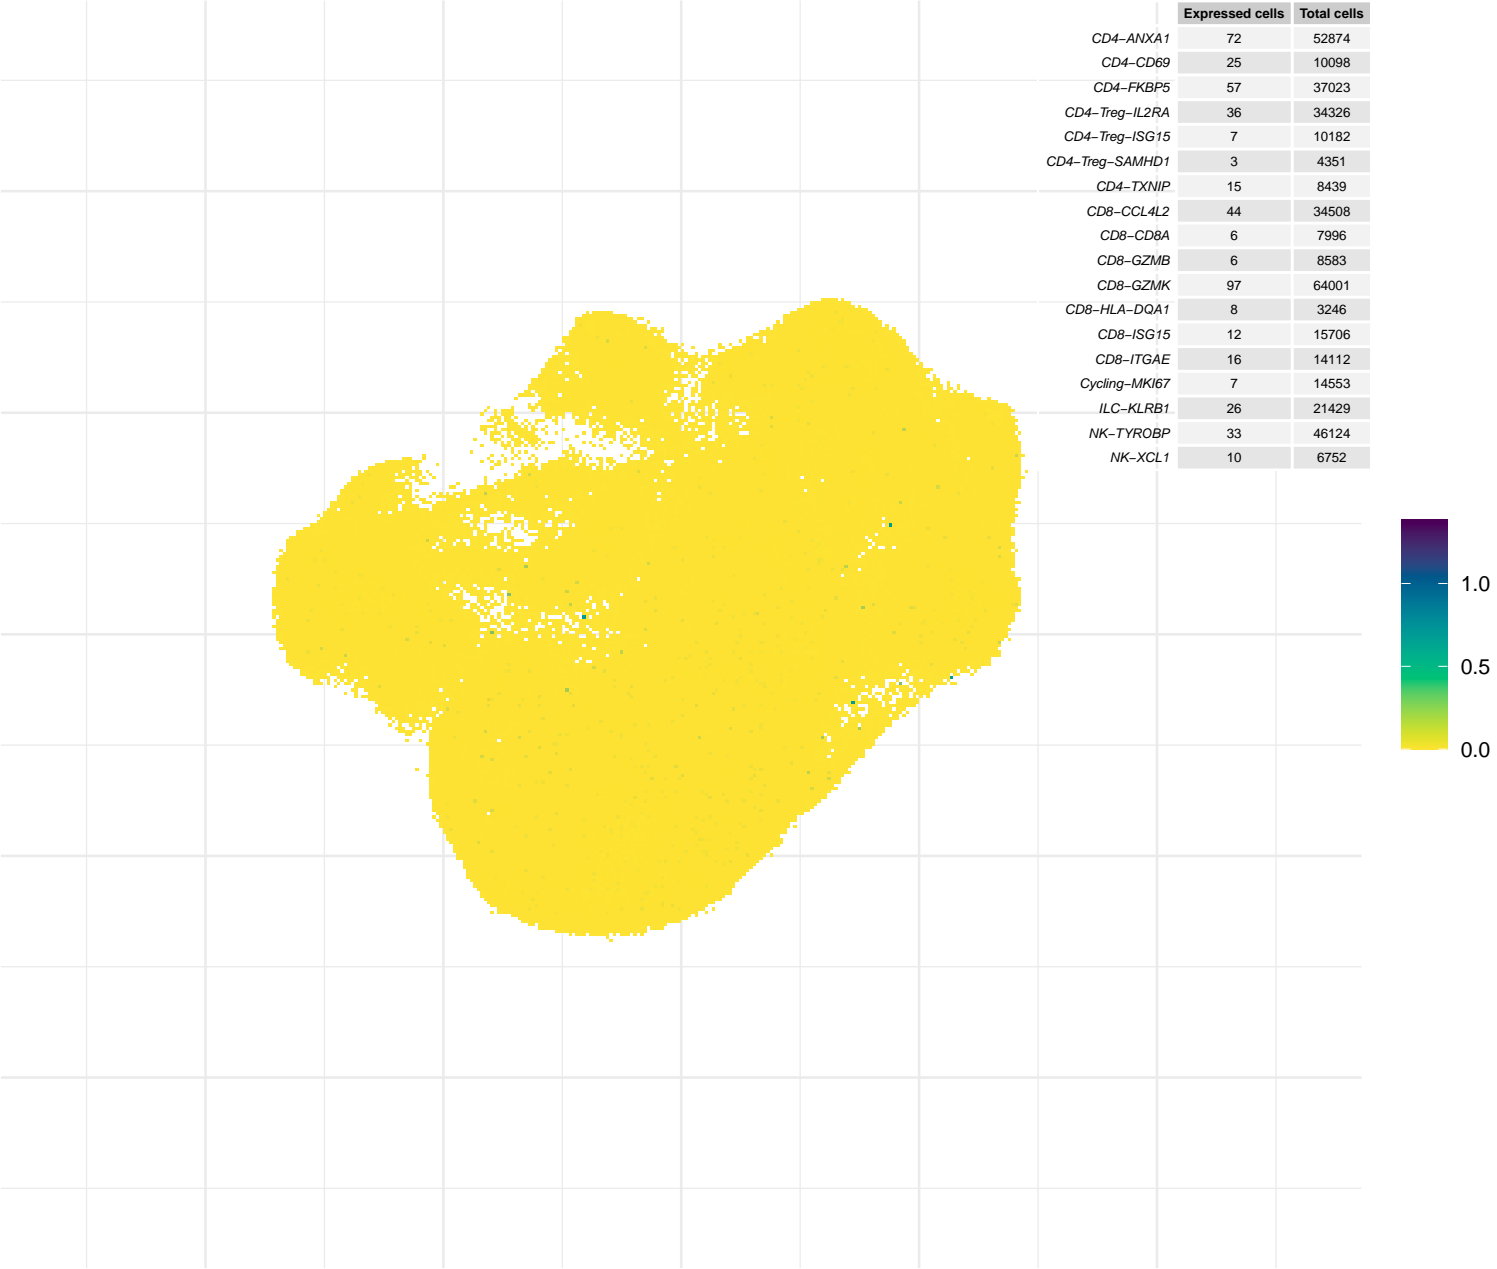 Expressed cells Total cells
CD4−ANXA1 72 52874
CD4−CD69 25 10098
CD4−FKBP5 57 37023
CD4−Treg−IL2RA 36 34326
CD4−Treg−ISG15 7 10182
CD4−Treg−SAMHD1 3 4351
CD4−TXNIP 15 8439
CD8−CCL4L2 44 34508
CD8−CD8A 6 7996
CD8−GZMB 6 8583
CD8−GZMK 97 64001
CD8−HLA−DQA1 8 3246
CD8−ISG15 12 15706
CD8−ITGAE 16 14112
Cycling−MKI67 7 14553
ILC−KLRB1 26 21429
NK−TYROBP 33 46124
NK−XCL1 10 6752
1.0
0.5
0.0